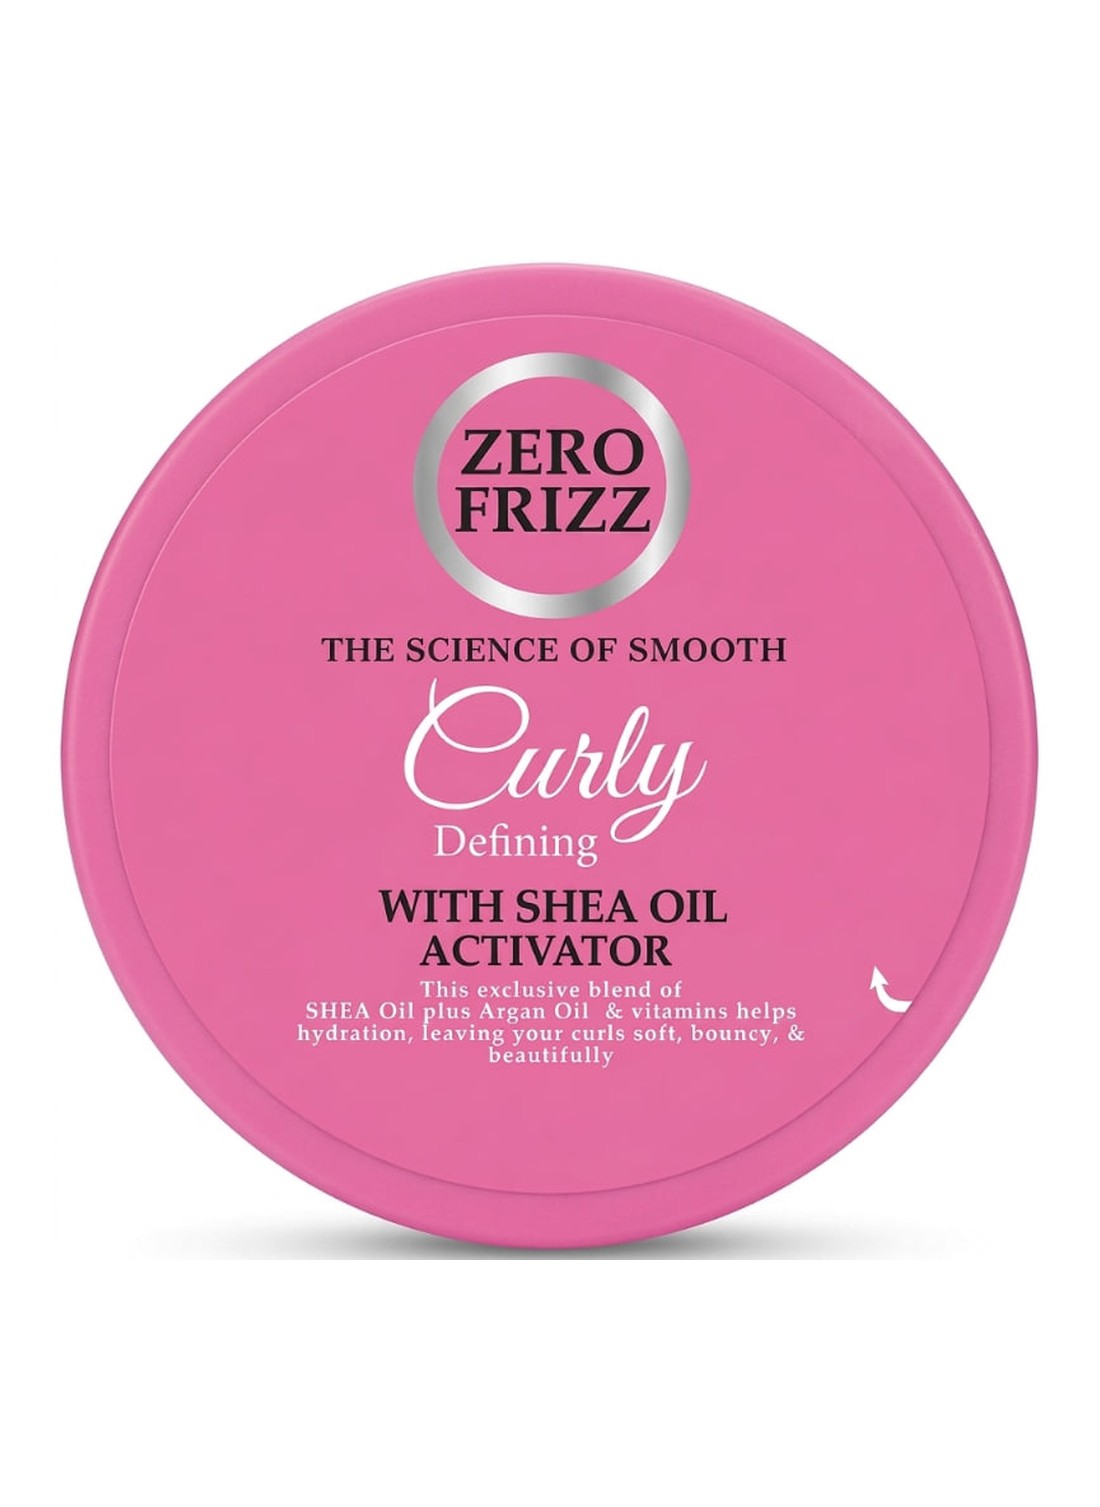 ZERO
FRIZZ
THE SCIENCE OF SMOOTH
Curly
Defining
WITH SHEA OIL
ACTIVATOR
This exclusive blend of
SHEA Oil plus Argan Oil & vitamins helps
hydration, leaving your curls soft, bouncy, &
beautifully